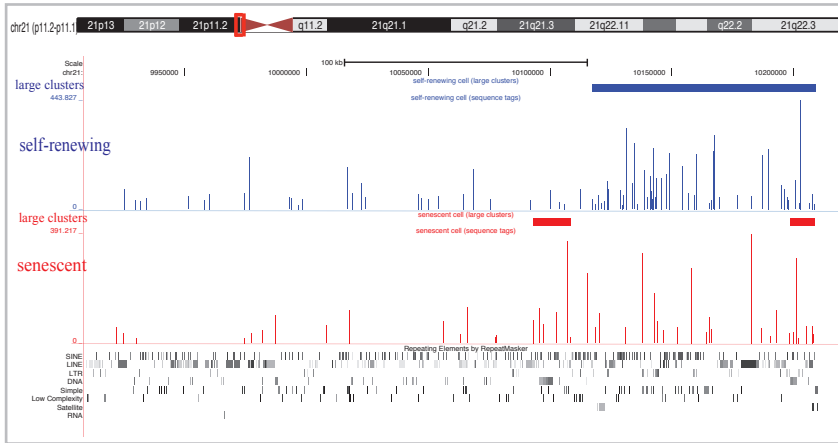 chr21 (p11.2-p11.1) 21p13 21p12 21p11.2 q11.2 21q21.1 q21.2 21q21.3 21q22.11 q22.2 21q22.3
Scale 100 kb
chr21: 9950000 10000000 10050000 10100000 10150000 10200000
large clusters self-renewing cell (large clusters)
443.827 self-renewing cell (sequence tags)
self-renewing
0
large clusters senescent cell (large clusters)
391.217 senescent cell (sequence tags)
senescent
0
Repeating Elements by RepeatMasker
SINE
LINE
LTR
DNA
Simple
Low Complexity
Satellite
RNA